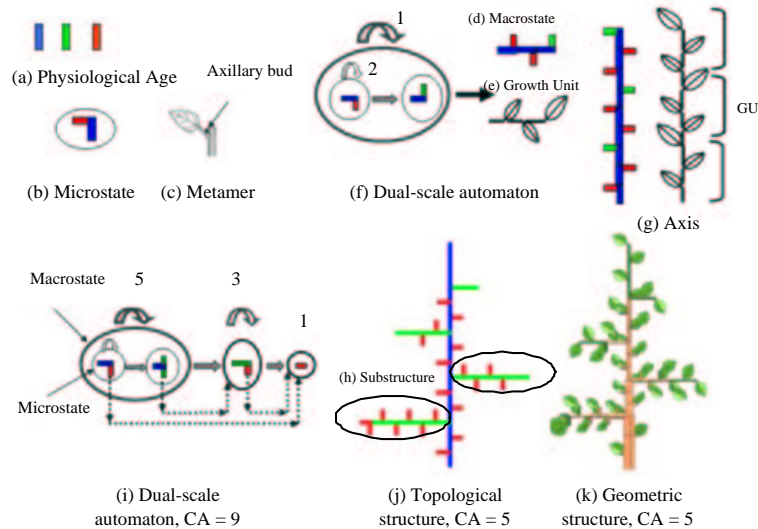 1
(d) Macrostate
(a) Physiological Age
Axillary bud
2
(e) Growth Unit
GU
(b) Microstate
(c) Metamer
(f) Dual-scale automaton
(g) Axis
Macrostate
5
3
1
(h) Substructure
Microstate
(i) Dual-scale
automaton, CA = 9
(j) Topological
structure, CA = 5
(k) Geometric
structure, CA = 5